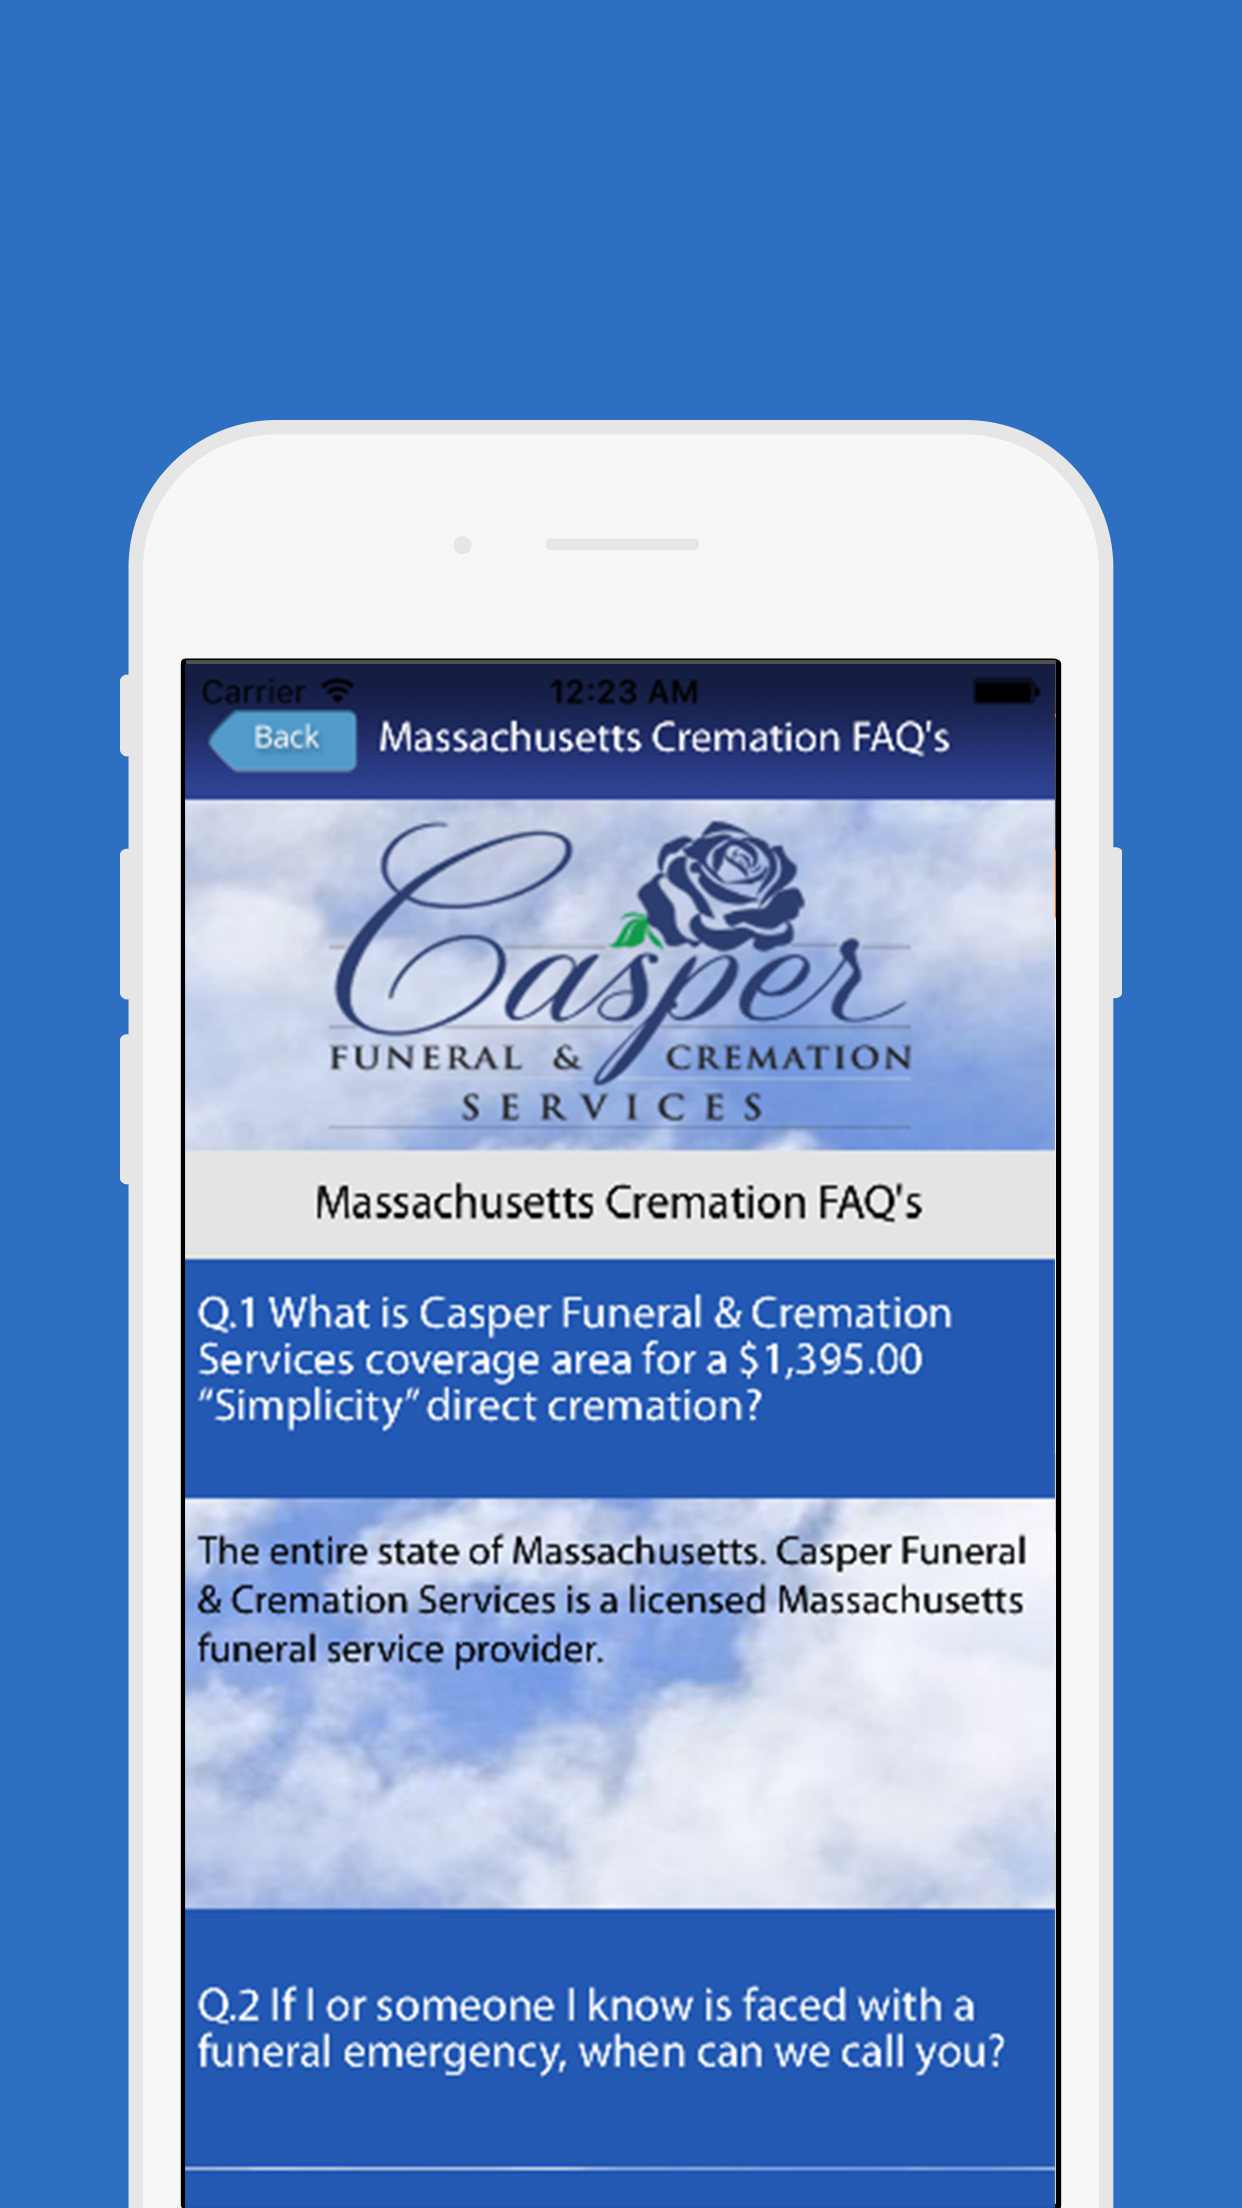 Carrier 12:23 AM
Back Massachusetts Cremation FAQ's
Casper
FUNERAL & CREMATION
SERVICES
Massachusetts Cremation FAQ's
Q.1 What is Casper Funeral & Cremation
Services coverage area for a $1,395.00
“Simplicity” direct cremation?
The entire state of Massachusetts. Casper Funeral
& Cremation Services is a licensed Massachusetts
funeral service provider.
Q.2 If I or someone I know is faced with a
funeral emergency, when can we call you?